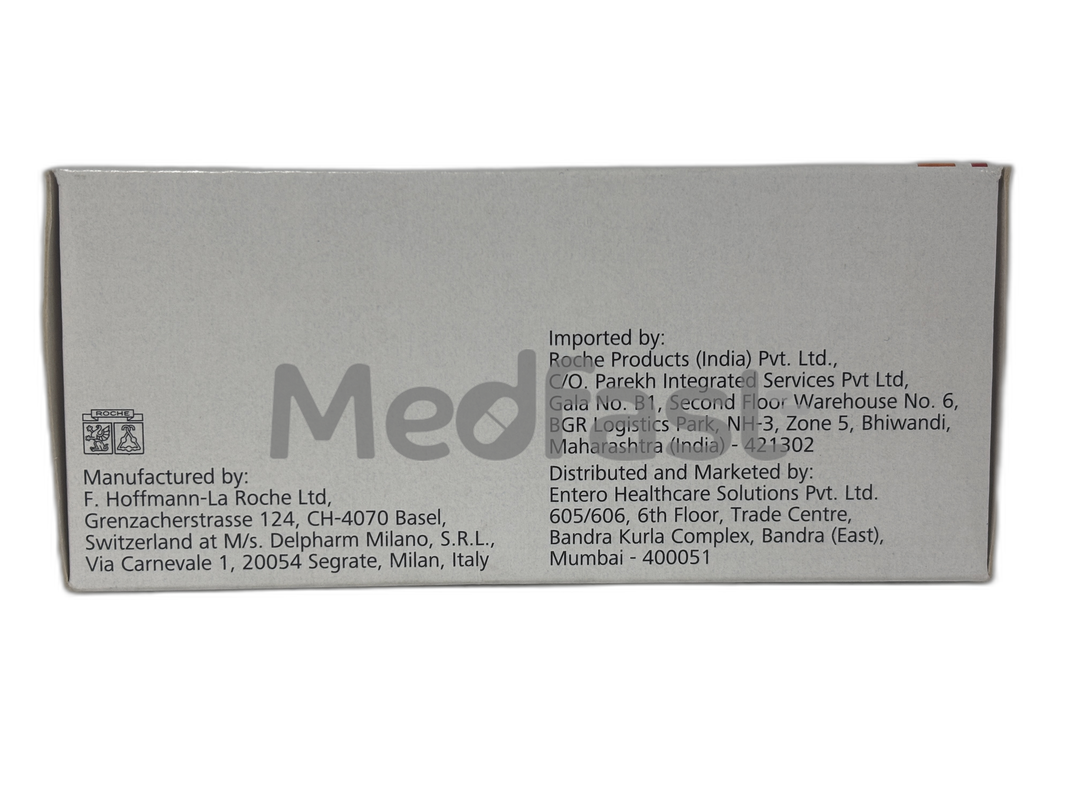 ROCHE
Manufactured by:
F. Hoffmann-La Roche Ltd,
Grenzacherstrasse 124, CH-4070 Basel,
Switzerland at M/s. Delpharm Milano, S.R.L.,
Via Carnevale 1, 20054 Segrate, Milan, Italy
Imported by:
Roche Products (India) Pvt. Ltd.,
C/O. Parekh Integrated Services Pvt Ltd,
Gala No. B1, Second Floor Warehouse No. 6,
BGR Logistics Park, NH-3, Zone 5, Bhiwandi,
Maharashtra (India) - 421302
Distributed and Marketed by:
Entero Healthcare Solutions Pvt. Ltd.
605/606, 6th Floor, Trade Centre,
Bandra Kurla Complex, Bandra (East),
Mumbai - 400051
Medfast